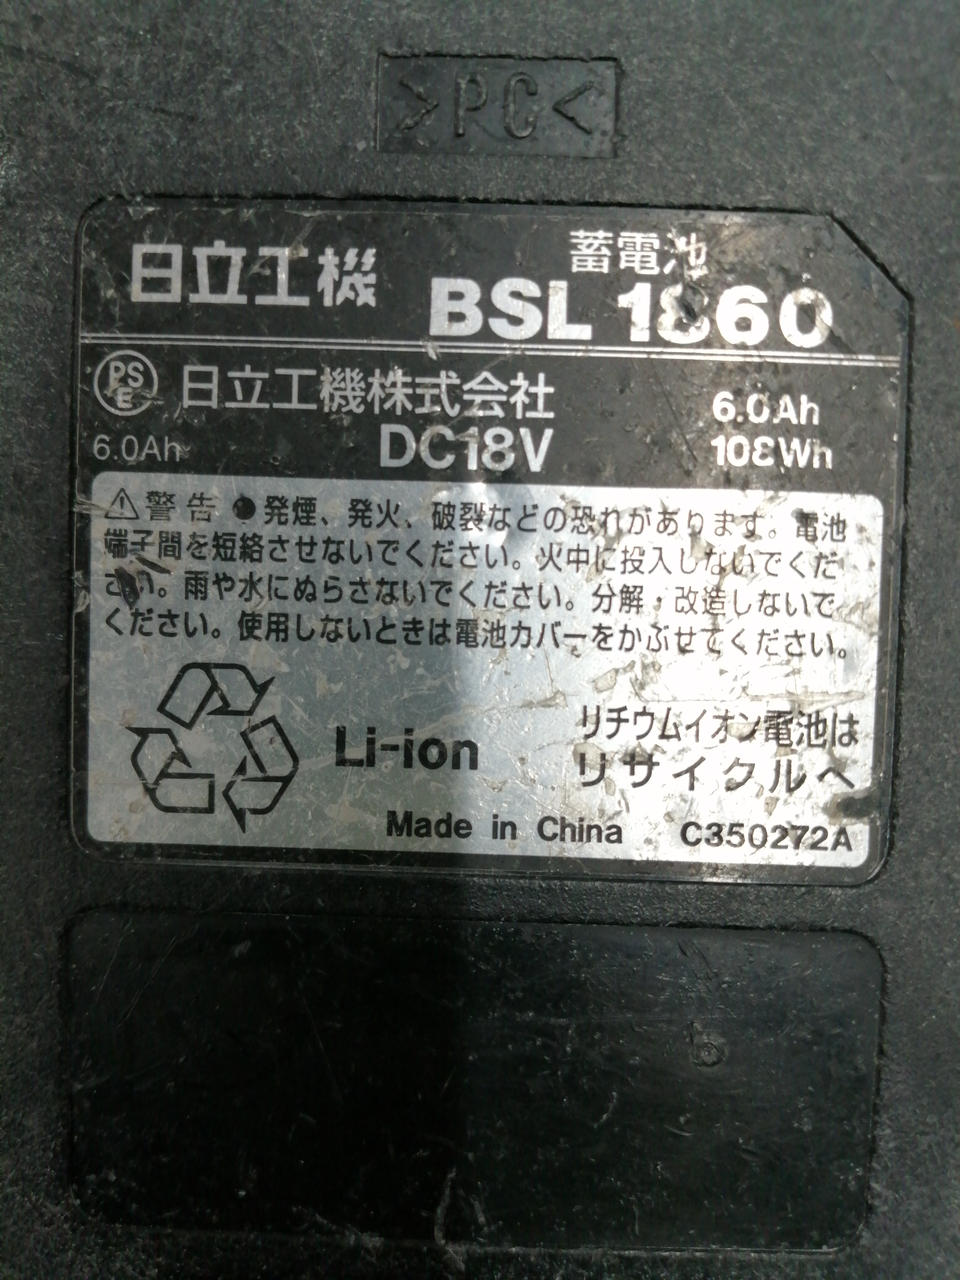 >PC<
日立工機
蓄電池
BSL 1860
PS
E
日立工機株式会社
6.0Ah
6.0Ah
DC18V
108Wh
⚠警告 ●発煙、発火、破裂などの恐れがあります。電池
端子間を短絡させないでください。火中に投入しないでくだ
さい。雨や水にぬらさないでください。分解・改造しないで
ください。使用しないときは電池カバーをかぶせてください。
Li-ion
リチウムイオン電池は
リサイクルへ
Made in China
C350272A